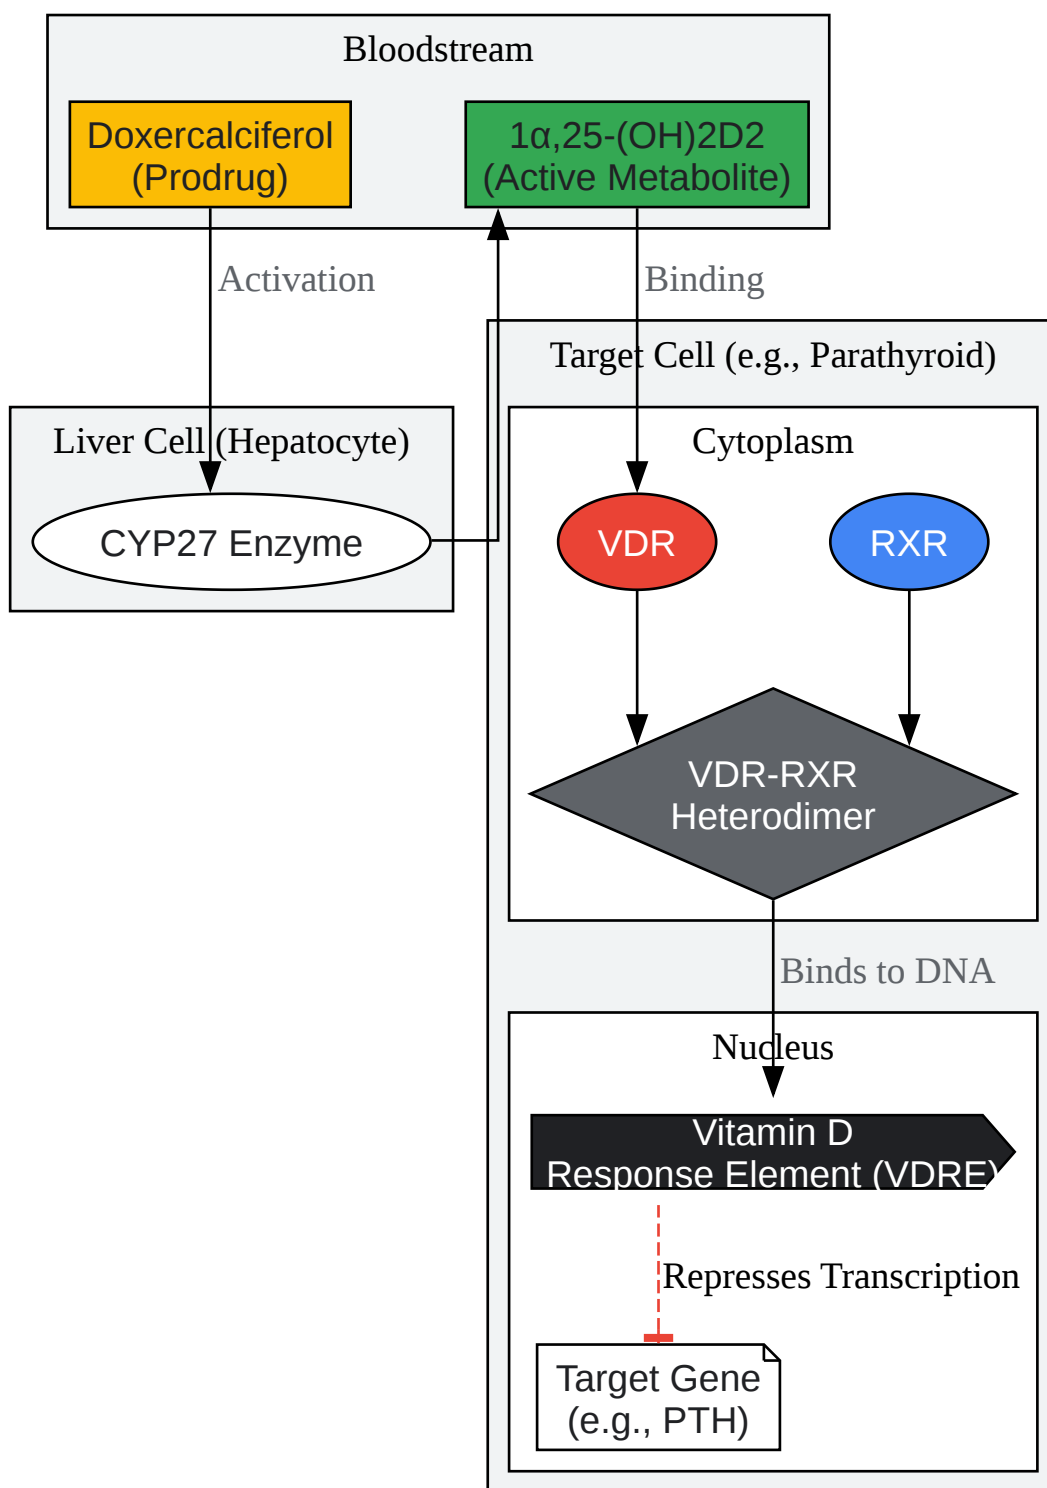 Bloodstream
Doxercalciferol
(Prodrug)
1α,25-(OH)2D2
(Active Metabolite)
Activation
Binding
Target Cell (e.g., Parathyroid)
Liver Cell (Hepatocyte)
Cytoplasm
CYP27 Enzyme
VDR
RXR
VDR-RXR
Heterodimer
Binds to DNA
Nucleus
Vitamin D
Response Element (VDRE)
Represses Transcription
Target Gene
(e.g., PTH)